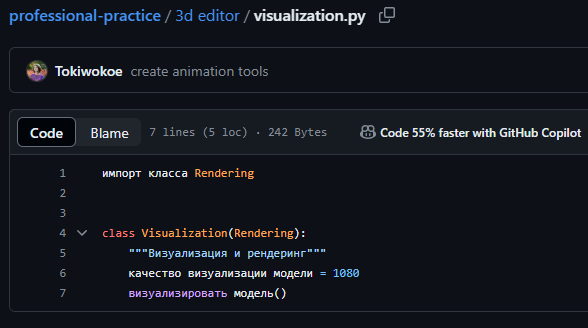 professional-practice / 3d editor / visualization.py
Tokiwokoe create animation tools
Code Blame 7 lines (5 loc) · 242 Bytes Code 55% faster with GitHub Copilot
1 импорт класса Rendering
2
3
4 class Visualization(Rendering):
5 """Визуализация и рендеринг"""
6 качество визуализации модели = 1080
7 визуализировать модель()